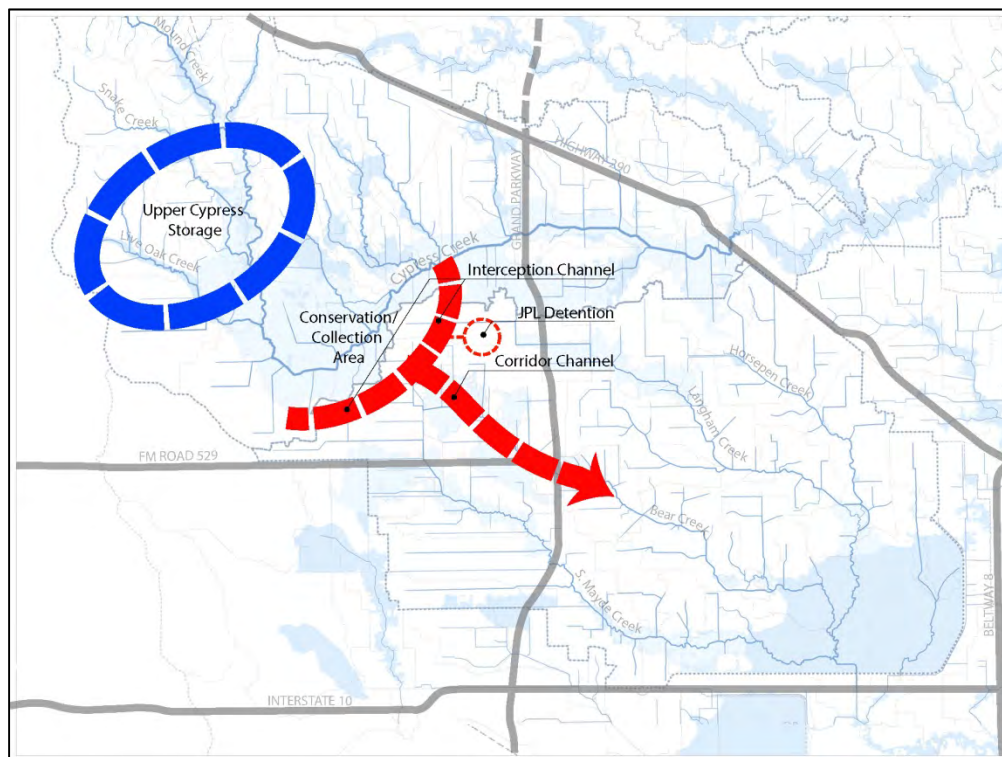 Mound Creek
Snake Creek
HIGHWAY 290
GRAND PARKWAY
Upper Cypress
Storage
Live Oak Creek
Cypress Creek
Interception Channel
Conservation/
Collection
Area
JPL Detention
Corridor Channel
Horsepen Creek
Langham Creek
FM ROAD 529
Bear Creek
S. Mayde Creek
BELTWAY 8
INTERSTATE 10